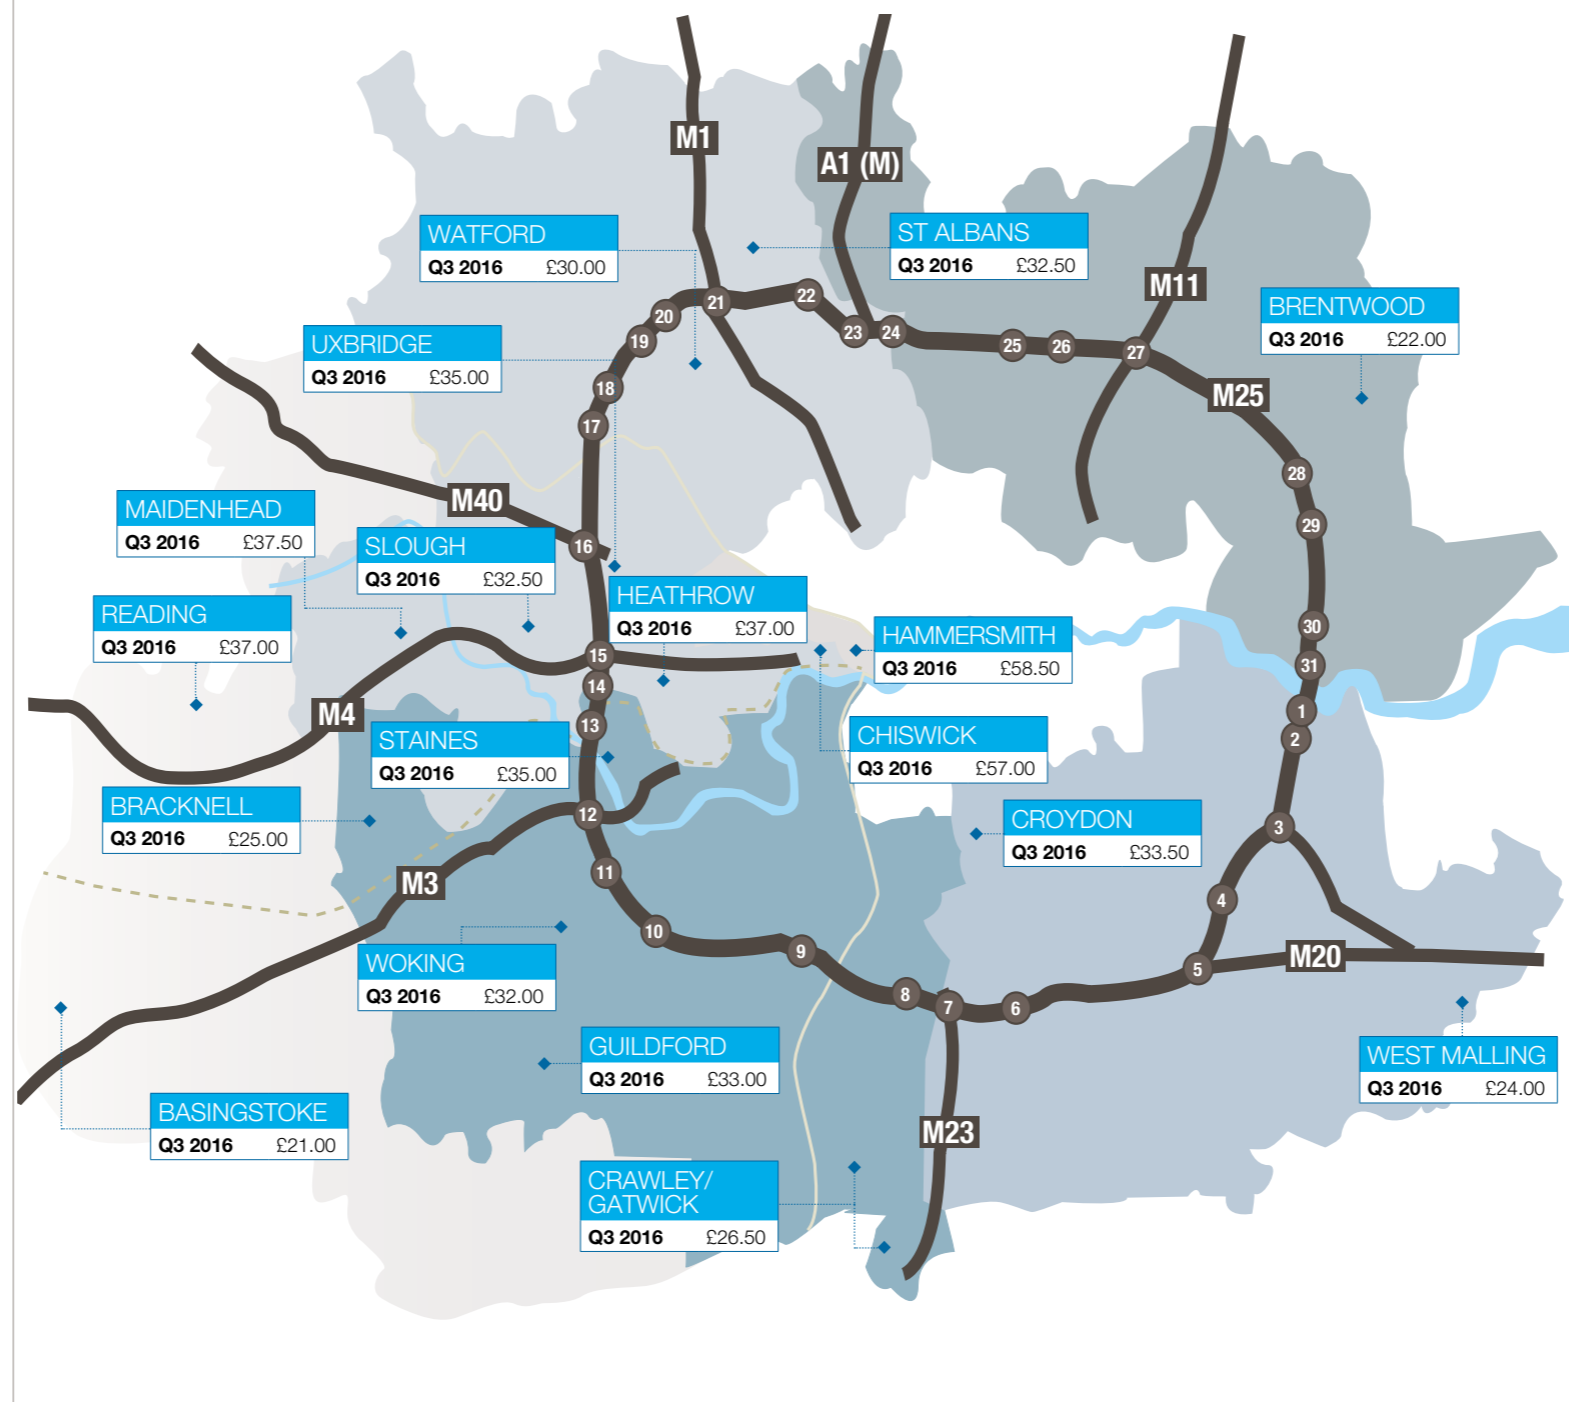 M1
A1 (M)
WATFORD
Q3 2016 £30.00
ST ALBANS
Q3 2016 £32.50
M11
BRENTWOOD
Q3 2016 £22.00
UXBRIDGE
Q3 2016 £35.00
22
21
20
19
23
24
25
26
27
18
17
M25
28
29
M40
16
MAIDENHEAD
Q3 2016 £37.50
SLOUGH
Q3 2016 £32.50
HEATHROW
Q3 2016 £37.00
READING
Q3 2016 £37.00
HAMMERSMITH
Q3 2016 £58.50
30
31
15
14
13
1
2
M4
STAINES
Q3 2016 £35.00
CHISWICK
Q3 2016 £57.00
BRACKNELL
Q3 2016 £25.00
12
CROYDON
Q3 2016 £33.50
3
M3
11
4
10
9
WOKING
Q3 2016 £32.00
M20
5
8
7
6
GUILDFORD
Q3 2016 £33.00
WEST MALLING
Q3 2016 £24.00
BASINGSTOKE
Q3 2016 £21.00
M23
CRAWLEY/
GATWICK
Q3 2016 £26.50